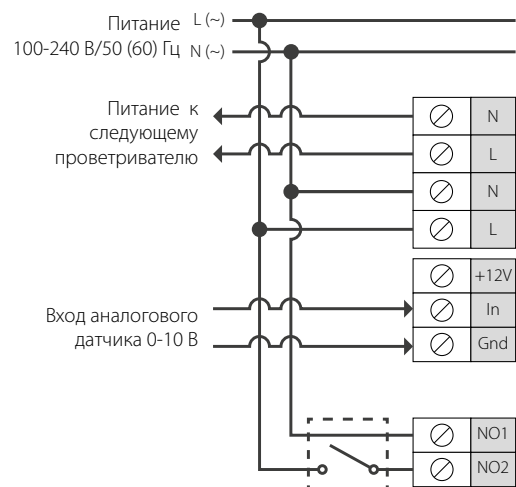 Питание L (~)
100-240 В/50 (60) Гц N (~)
Питание к
следующему
проветривателю
N
L
N
L
+12V
Вход аналогового
датчика 0-10 В
In
Gnd
NO1
NO2